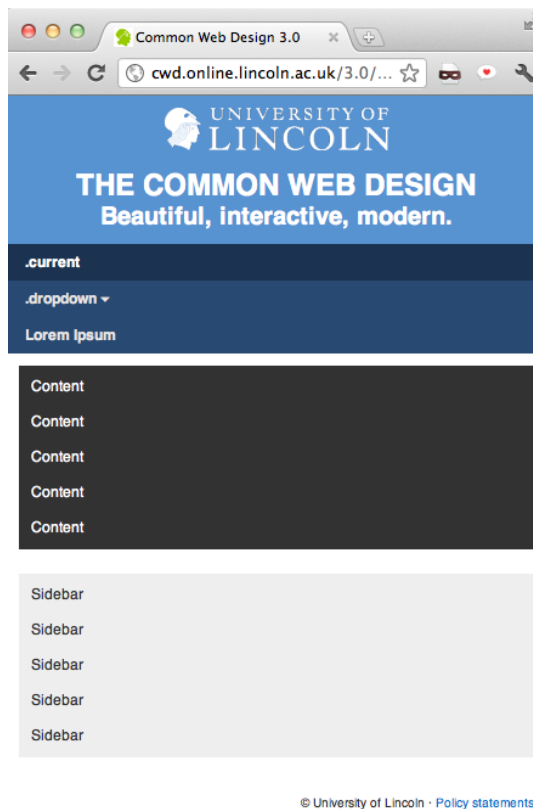 Common Web Design 3.0
cwd.online.lincoln.ac.uk/3.0/...
UNIVERSITY OF
LINCOLN
THE COMMON WEB DESIGN
Beautiful, interactive, modern.
.current
.dropdown
Lorem Ipsum
Content
Content
Content
Content
Content
Sidebar
Sidebar
Sidebar
Sidebar
Sidebar
© University of Lincoln · Policy statements